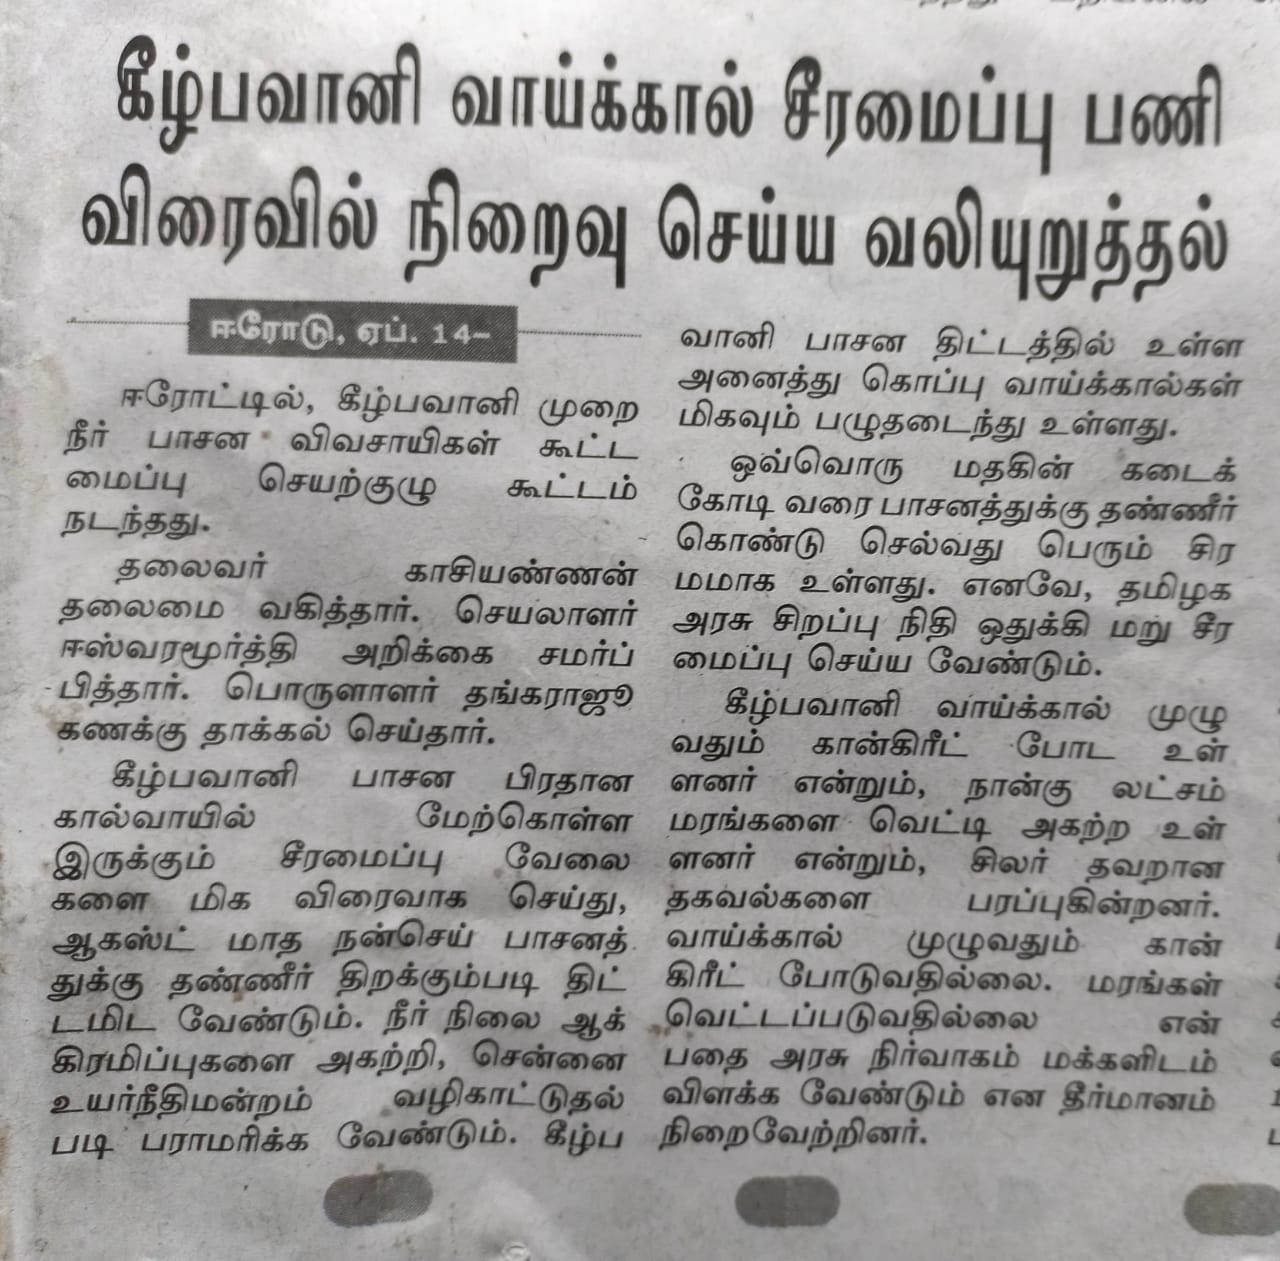 கீழ்பவானி வாய்க்கால் சீரமைப்பு பணி
விரைவில் நிறைவு செய்ய வலியுறுத்தல்
ஈரோடு, ஏப். 14–
ஈரோட்டில், கீழ்பவானி முறை
நீர் பாசன விவசாயிகள் கூட்ட
மைப்பு செயற்குழு கூட்டம்
நடந்தது.
தலைவர் காசியண்ணன்
தலைமை வகித்தார். செயலாளர்
ஈஸ்வரமூர்த்தி அறிக்கை சமர்ப்
பித்தார். பொருளாளர் தங்கராஜூ
கணக்கு தாக்கல் செய்தார்.
கீழ்பவானி பாசன பிரதான
கால்வாயில் மேற்கொள்ள
இருக்கும் சீரமைப்பு வேலை
களை மிக விரைவாக செய்து,
ஆகஸ்ட் மாத நன்செய் பாசனத்
துக்கு தண்ணீர் திறக்கும்படி திட்
டமிட வேண்டும். நீர் நிலை ஆக்
கிரமிப்புகளை அகற்றி, சென்னை
உயர்நீதிமன்றம் வழிகாட்டுதல்
படி பராமரிக்க வேண்டும். கீழ்ப
வானி பாசன திட்டத்தில் உள்ள
அனைத்து கொப்பு வாய்க்கால்கள்
மிகவும் பழுதடைந்து உள்ளது.
ஒவ்வொரு மதகின் கடைக்
கோடி வரை பாசனத்துக்கு தண்ணீர்
கொண்டு செல்வது பெரும் சிர
மமாக உள்ளது. எனவே, தமிழக
அரசு சிறப்பு நிதி ஒதுக்கி மறு சீர
மைப்பு செய்ய வேண்டும்.
கீழ்பவானி வாய்க்கால் முழு
வதும் கான்கிரீட் போட உள்
ளனர் என்றும், நான்கு லட்சம்
மரங்களை வெட்டி அகற்ற உள்
ளனர் என்றும், சிலர் தவறான
தகவல்களை பரப்புகின்றனர்.
வாய்க்கால் முழுவதும் கான்
கிரீட் போடுவதில்லை. மரங்கள்
வெட்டப்படுவதில்லை என்
பதை அரசு நிர்வாகம் மக்களிடம்
விளக்க வேண்டும் என தீர்மானம்
நிறைவேற்றினர்.